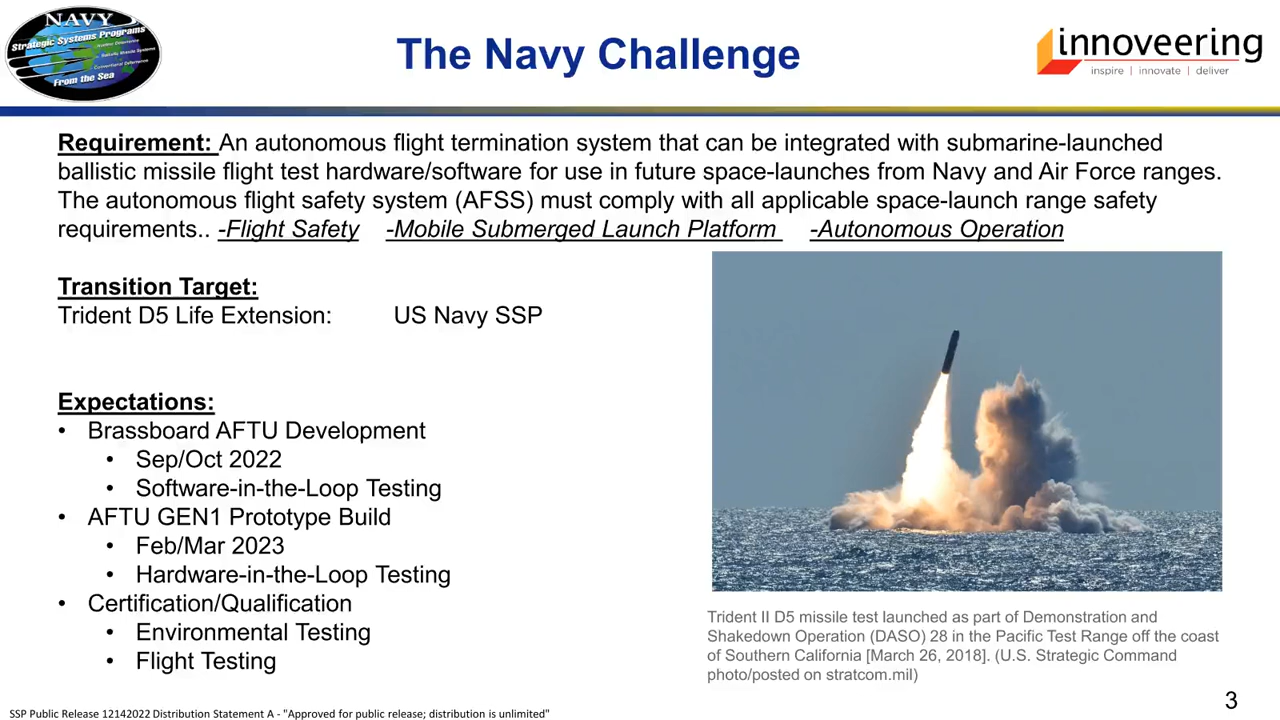 NAVY
Strategic Systems Programs
Nuclear Deterrence
Security Missile Systems
Conventional Deterrence
From the Sea
The Navy Challenge
innoveering
inspire | innovate | deliver
Requirement: An autonomous flight termination system that can be integrated with submarine-launched
ballistic missile flight test hardware/software for use in future space-launches from Navy and Air Force ranges.
The autonomous flight safety system (AFSS) must comply with all applicable space-launch range safety
requirements.. -Flight Safety -Mobile Submerged Launch Platform -Autonomous Operation
Transition Target:
Trident D5 Life Extension: US Navy SSP
Expectations:
• Brassboard AFTU Development
• Sep/Oct 2022
• Software-in-the-Loop Testing
• AFTU GEN1 Prototype Build
• Feb/Mar 2023
• Hardware-in-the-Loop Testing
• Certification/Qualification
• Environmental Testing
• Flight Testing
Trident II D5 missile test launched as part of Demonstration and
Shakedown Operation (DASO) 28 in the Pacific Test Range off the coast
of Southern California [March 26, 2018]. (U.S. Strategic Command
photo/posted on stratcom.mil)
3
SSP Public Release 12142022 Distribution Statement A - "Approved for public release; distribution is unlimited"